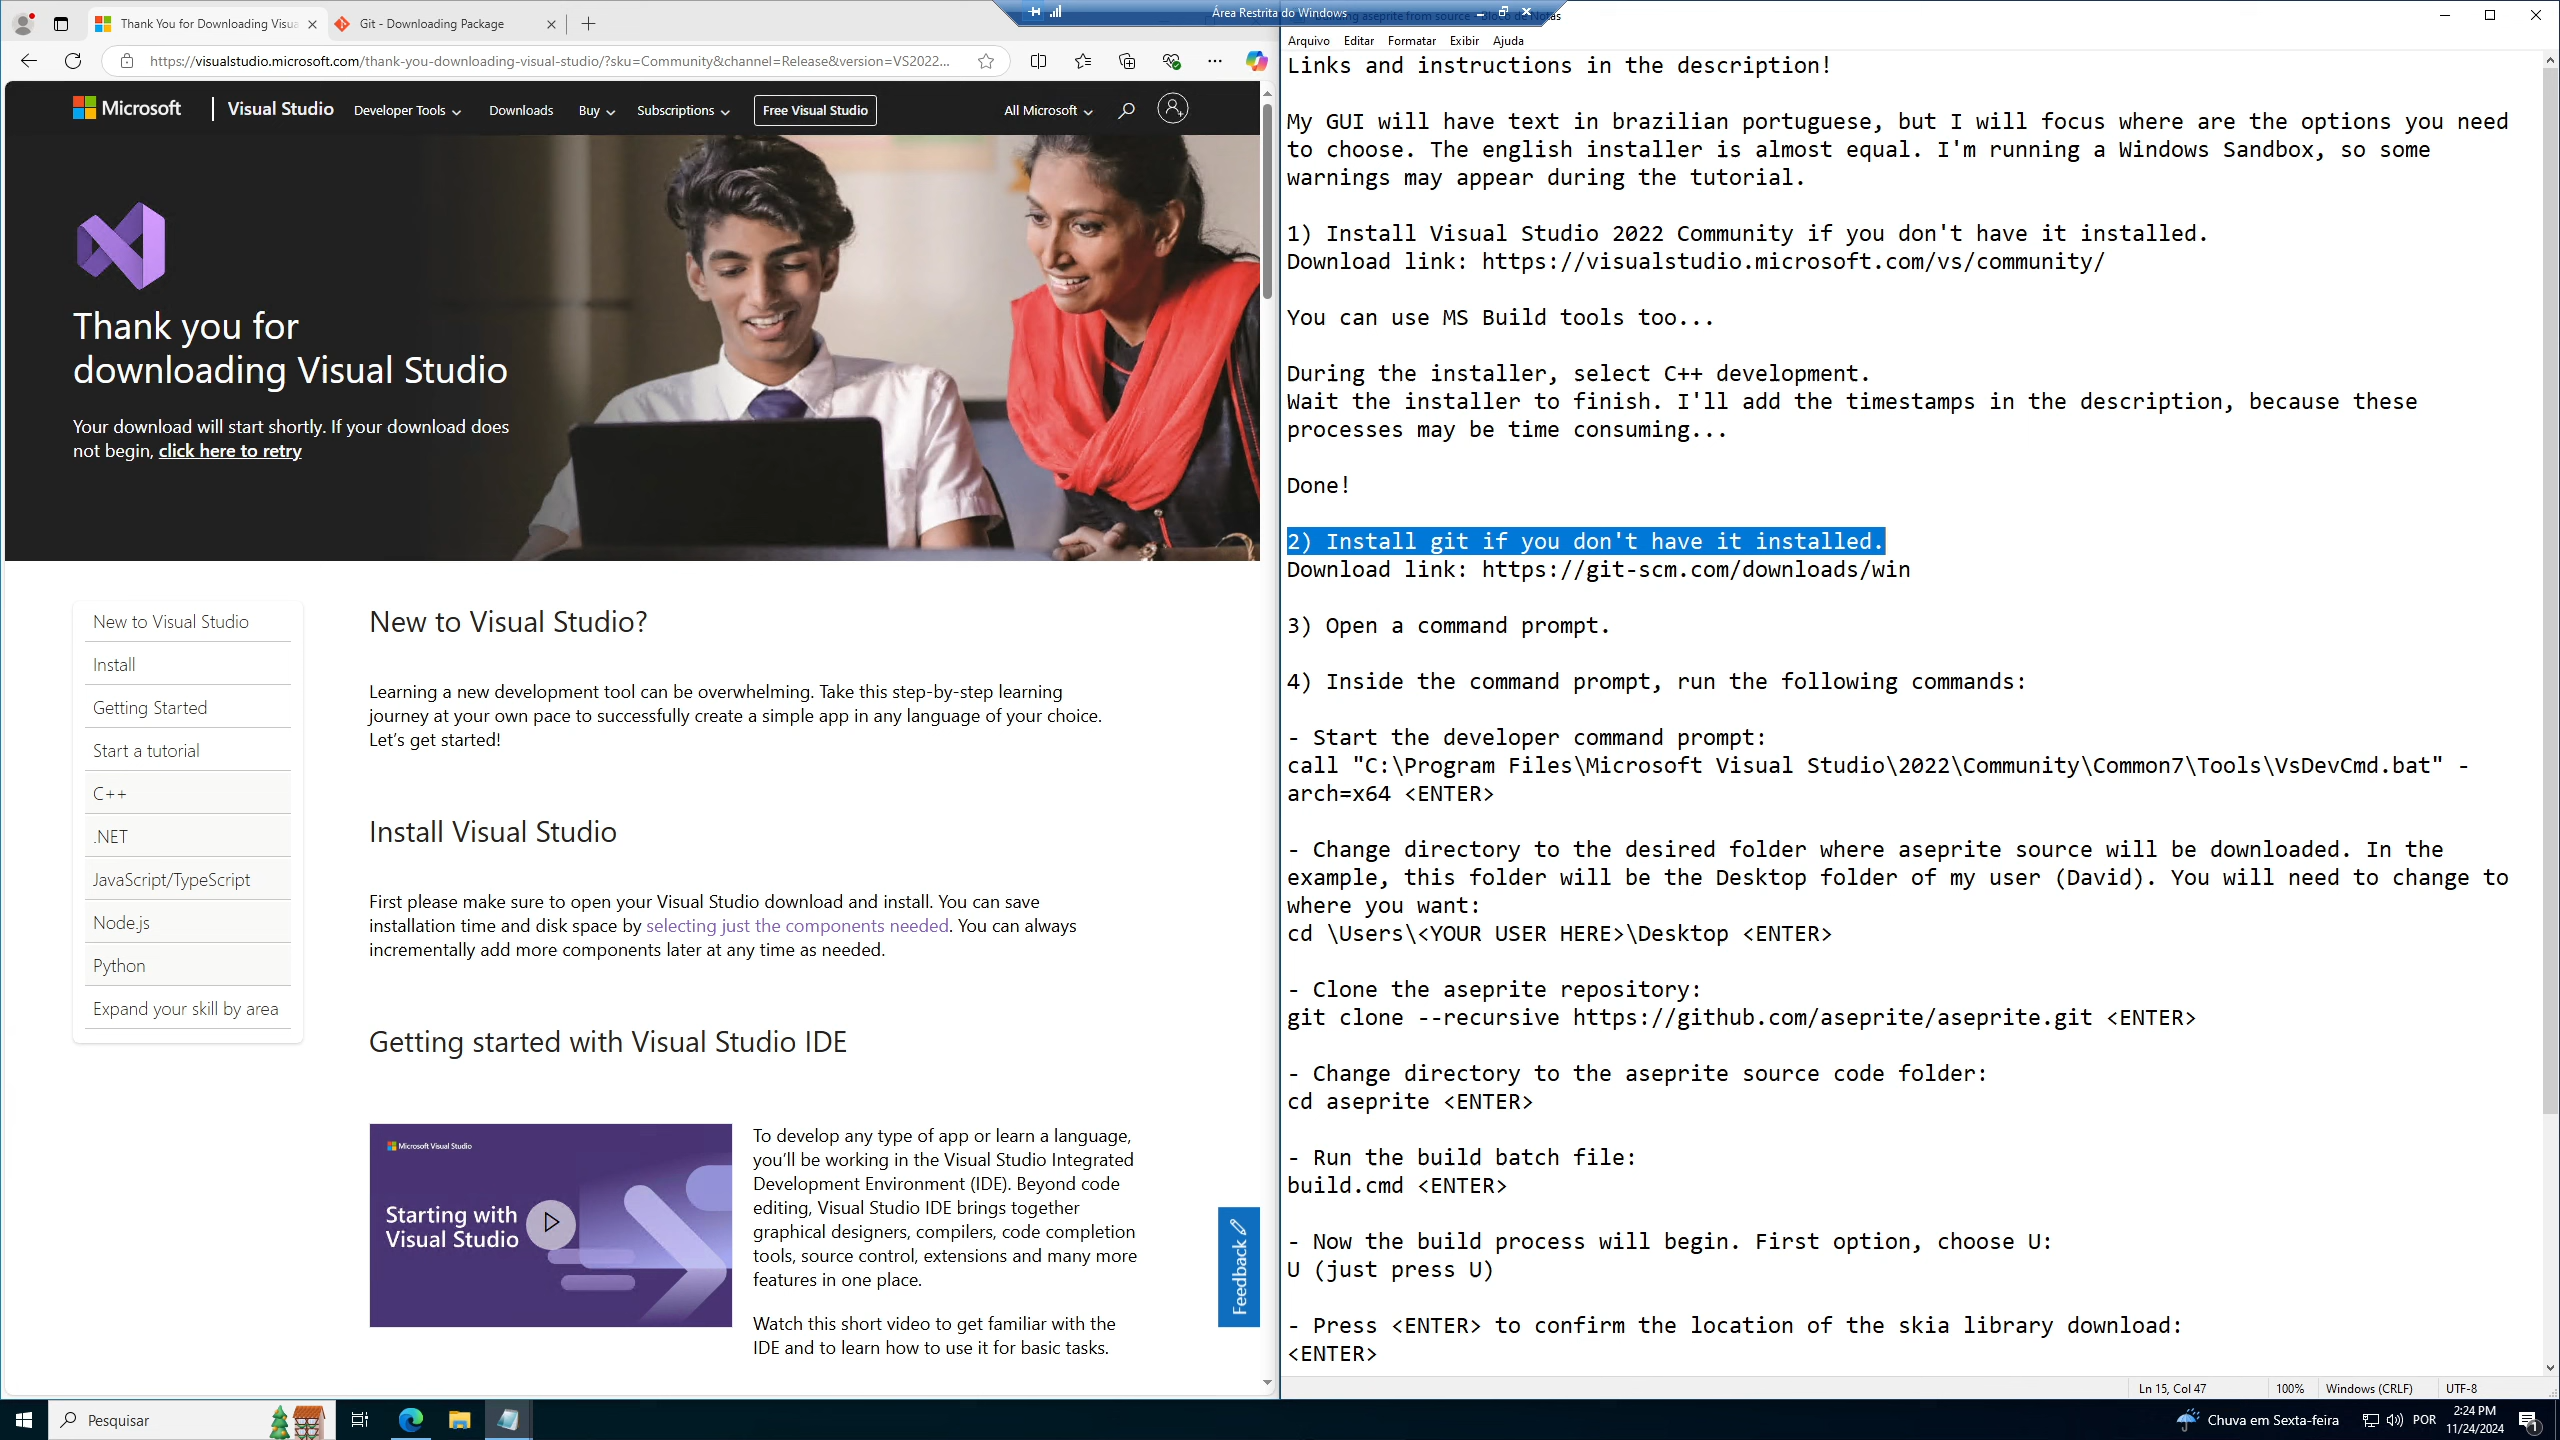 Thank You for Downloading Visua
Git - Downloading Package
Área Restrita do Windows
aseprite from source - Bloco de Notas
https://visualstudio.microsoft.com/thank-you-downloading-visual-studio/?sku=Community&channel=Release&version=VS2022...
Microsoft
Visual Studio
Developer Tools
Downloads
Buy
Subscriptions
Free Visual Studio
All Microsoft
Thank you for
downloading Visual Studio
Your download will start shortly. If your download does
not begin, click here to retry
New to Visual Studio
Install
Getting Started
Start a tutorial
C++
.NET
JavaScript/TypeScript
Node.js
Python
Expand your skill by area
New to Visual Studio?
Learning a new development tool can be overwhelming. Take this step-by-step learning
journey at your own pace to successfully create a simple app in any language of your choice.
Let's get started!
Install Visual Studio
First please make sure to open your Visual Studio download and install. You can save
installation time and disk space by selecting just the components needed. You can always
incrementally add more components later at any time as needed.
Getting started with Visual Studio IDE
Microsoft Visual Studio
Starting with
Visual Studio
To develop any type of app or learn a language,
you'll be working in the Visual Studio Integrated
Development Environment (IDE). Beyond code
editing, Visual Studio IDE brings together
graphical designers, compilers, code completion
tools, source control, extensions and many more
features in one place.
Watch this short video to get familiar with the
IDE and to learn how to use it for basic tasks.
Feedback
Arquivo Editar Formatar Exibir Ajuda
Links and instructions in the description!
My GUI will have text in brazilian portuguese, but I will focus where are the options you need
to choose. The english installer is almost equal. I'm running a Windows Sandbox, so some
warnings may appear during the tutorial.
1) Install Visual Studio 2022 Community if you don't have it installed.
Download link: https://visualstudio.microsoft.com/vs/community/
You can use MS Build tools too...
During the installer, select C++ development.
Wait the installer to finish. I'll add the timestamps in the description, because these
processes may be time consuming...
Done!
2) Install git if you don't have it installed.
Download link: https://git-scm.com/downloads/win
3) Open a command prompt.
4) Inside the command prompt, run the following commands:
- Start the developer command prompt:
call "C:\Program Files\Microsoft Visual Studio\2022\Community\Common7\Tools\VsDevCmd.bat" -
arch=x64 <ENTER>
- Change directory to the desired folder where aseprite source will be downloaded. In the
example, this folder will be the Desktop folder of my user (David). You will need to change to
where you want:
cd \Users\<YOUR USER HERE>\Desktop <ENTER>
- Clone the aseprite repository:
git clone --recursive https://github.com/aseprite/aseprite.git <ENTER>
- Change directory to the aseprite source code folder:
cd aseprite <ENTER>
- Run the build batch file:
build.cmd <ENTER>
- Now the build process will begin. First option, choose U:
U (just press U)
- Press <ENTER> to confirm the location of the skia library download:
<ENTER>
Ln 15, Col 47
100%
Windows (CRLF)
UTF-8
Pesquisar
Chuva em Sexta-feira
POR
2:24 PM
11/24/2024
1